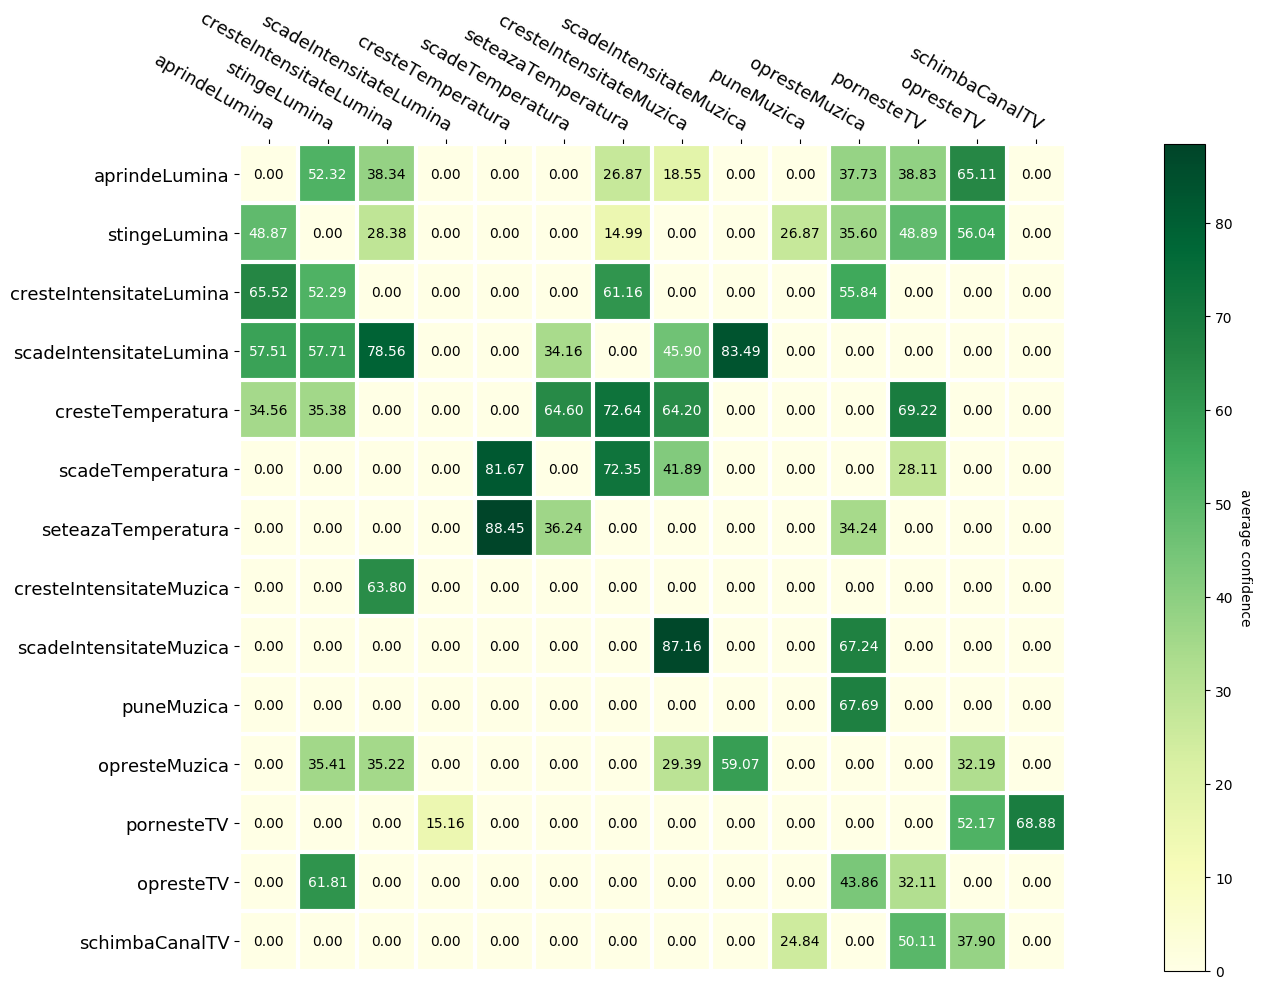 aprindeLumina
stingeLumina
cresteIntensitateLumina
scadeIntensitateLumina
cresteTemperatura
scadeTemperatura
seteazaTemperatura
cresteIntensitateMuzica
scadeIntensitateMuzica
puneMuzica
opresteMuzica
pornesteTV
opresteTV
schimbaCanalTV
aprindeLumina 0.00 52.32 38.34 0.00 0.00 0.00 26.87 18.55 0.00 0.00 37.73 38.83 65.11 0.00
stingeLumina 48.87 0.00 28.38 0.00 0.00 0.00 14.99 0.00 0.00 26.87 35.60 48.89 56.04 0.00
cresteIntensitateLumina 65.52 52.29 0.00 0.00 0.00 0.00 61.16 0.00 0.00 0.00 55.84 0.00 0.00 0.00
scadeIntensitateLumina 57.51 57.71 78.56 0.00 0.00 34.16 0.00 45.90 83.49 0.00 0.00 0.00 0.00 0.00
cresteTemperatura 34.56 35.38 0.00 0.00 0.00 64.60 72.64 64.20 0.00 0.00 0.00 69.22 0.00 0.00
scadeTemperatura 0.00 0.00 0.00 0.00 81.67 0.00 72.35 41.89 0.00 0.00 0.00 28.11 0.00 0.00
seteazaTemperatura 0.00 0.00 0.00 0.00 88.45 36.24 0.00 0.00 0.00 0.00 34.24 0.00 0.00 0.00
cresteIntensitateMuzica 0.00 0.00 63.80 0.00 0.00 0.00 0.00 0.00 0.00 0.00 0.00 0.00 0.00 0.00
scadeIntensitateMuzica 0.00 0.00 0.00 0.00 0.00 0.00 0.00 87.16 0.00 0.00 67.24 0.00 0.00 0.00
puneMuzica 0.00 0.00 0.00 0.00 0.00 0.00 0.00 0.00 0.00 0.00 67.69 0.00 0.00 0.00
opresteMuzica 0.00 35.41 35.22 0.00 0.00 0.00 0.00 29.39 59.07 0.00 0.00 0.00 32.19 0.00
pornesteTV 0.00 0.00 0.00 15.16 0.00 0.00 0.00 0.00 0.00 0.00 0.00 0.00 52.17 68.88
opresteTV 0.00 61.81 0.00 0.00 0.00 0.00 0.00 0.00 0.00 0.00 43.86 32.11 0.00 0.00
schimbaCanalTV 0.00 0.00 0.00 0.00 0.00 0.00 0.00 0.00 0.00 24.84 0.00 50.11 37.90 0.00
80
70
60
50
40
30
20
10
0
average confidence